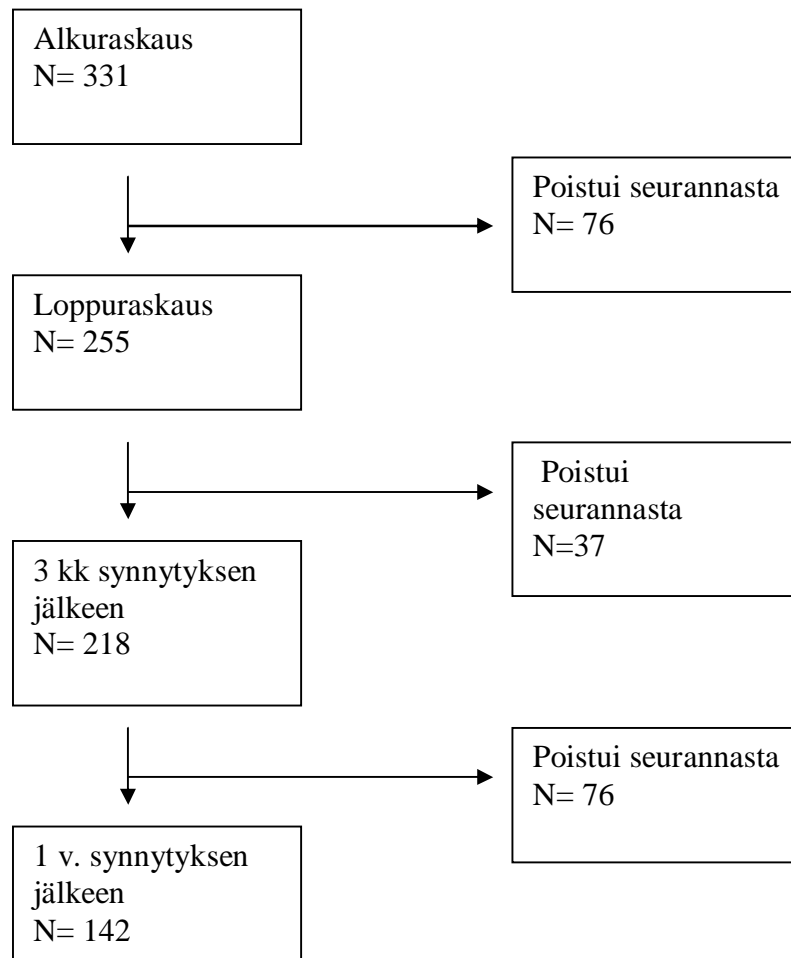 Alkuraskaus
N= 331
Poistui seurannasta
N= 76
Loppuraskaus
N= 255
Poistui
seurannasta
N=37
3 kk synnytyksen
jälkeen
N= 218
Poistui seurannasta
N= 76
1 v. synnytyksen
jälkeen
N= 142